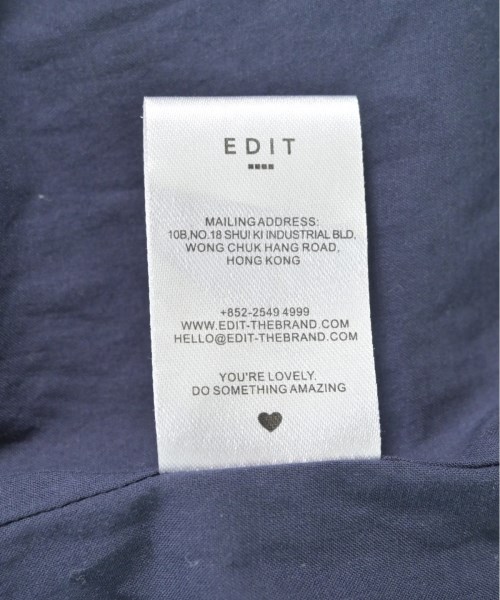 EDIT
MAILING ADDRESS:
10B,NO.18 SHUI KI INDUSTRIAL BLD,
WONG CHUK HANG ROAD,
HONG KONG
+852-2549 4999
WWW.EDIT-THEBRAND.COM
HELLO@EDIT-THEBRAND.COM
YOU'RE LOVELY,
DO SOMETHING AMAZING